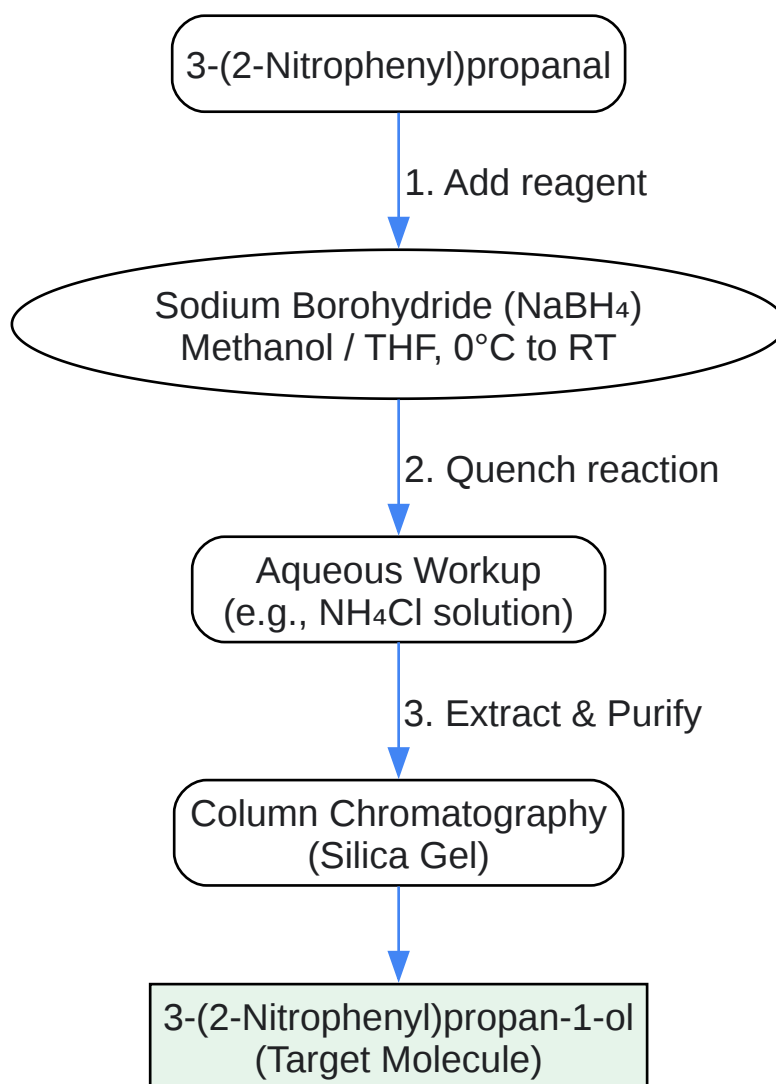 3-(2-Nitrophenyl)propanal
1. Add reagent
Sodium Borohydride (NaBH₄)
Methanol / THF, 0°C to RT
2. Quench reaction
Aqueous Workup
(e.g., NH₄Cl solution)
3. Extract & Purify
Column Chromatography
(Silica Gel)
3-(2-Nitrophenyl)propan-1-ol
(Target Molecule)